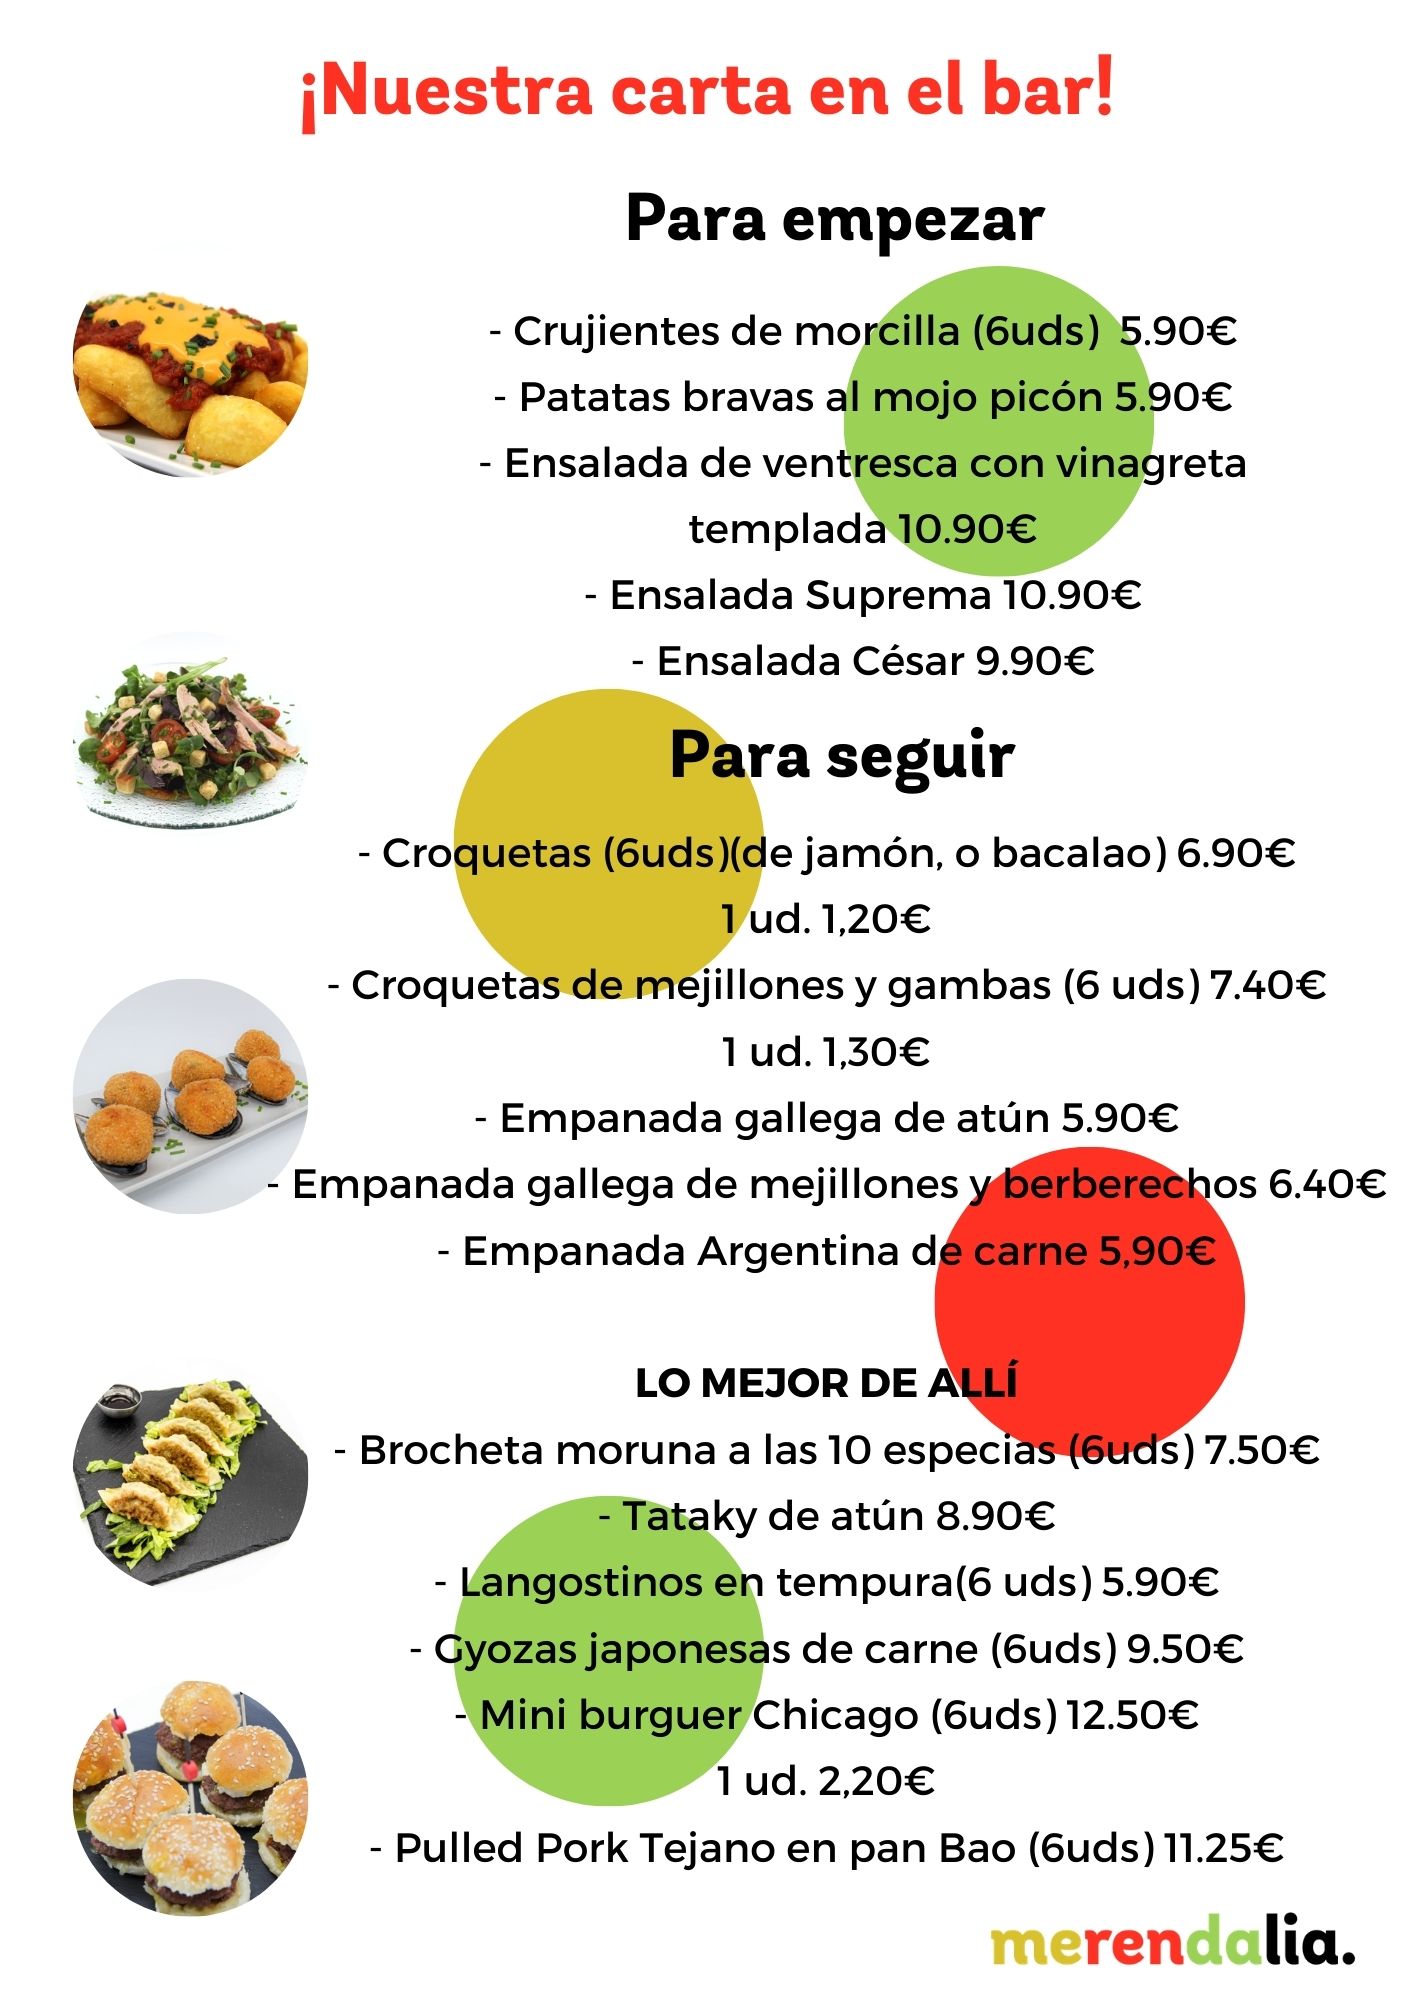 ¡Nuestra carta en el bar!
Para empezar
- Crujientes de morcilla (6uds) 5.90€
- Patatas bravas al mojo picón 5.90€
- Ensalada de ventresca con vinagreta
templada 10.90€
- Ensalada Suprema 10.90€
- Ensalada César 9.90€
Para seguir
- Croquetas (6uds)(de jamón, o bacalao) 6.90€
1 ud. 1,20€
- Croquetas de mejillones y gambas (6 uds) 7.40€
1 ud. 1,30€
- Empanada gallega de atún 5.90€
- Empanada gallega de mejillones y berberechos 6.40€
- Empanada Argentina de carne 5,90€
LO MEJOR DE ALLÍ
- Brocheta moruna a las 10 especias (6uds) 7.50€
- Tataky de atún 8.90€
- Langostinos en tempura(6 uds) 5.90€
- Gyozas japonesas de carne (6uds) 9.50€
- Mini burguer Chicago (6uds) 12.50€
1 ud. 2,20€
- Pulled Pork Tejano en pan Bao (6uds) 11.25€
merendalia.